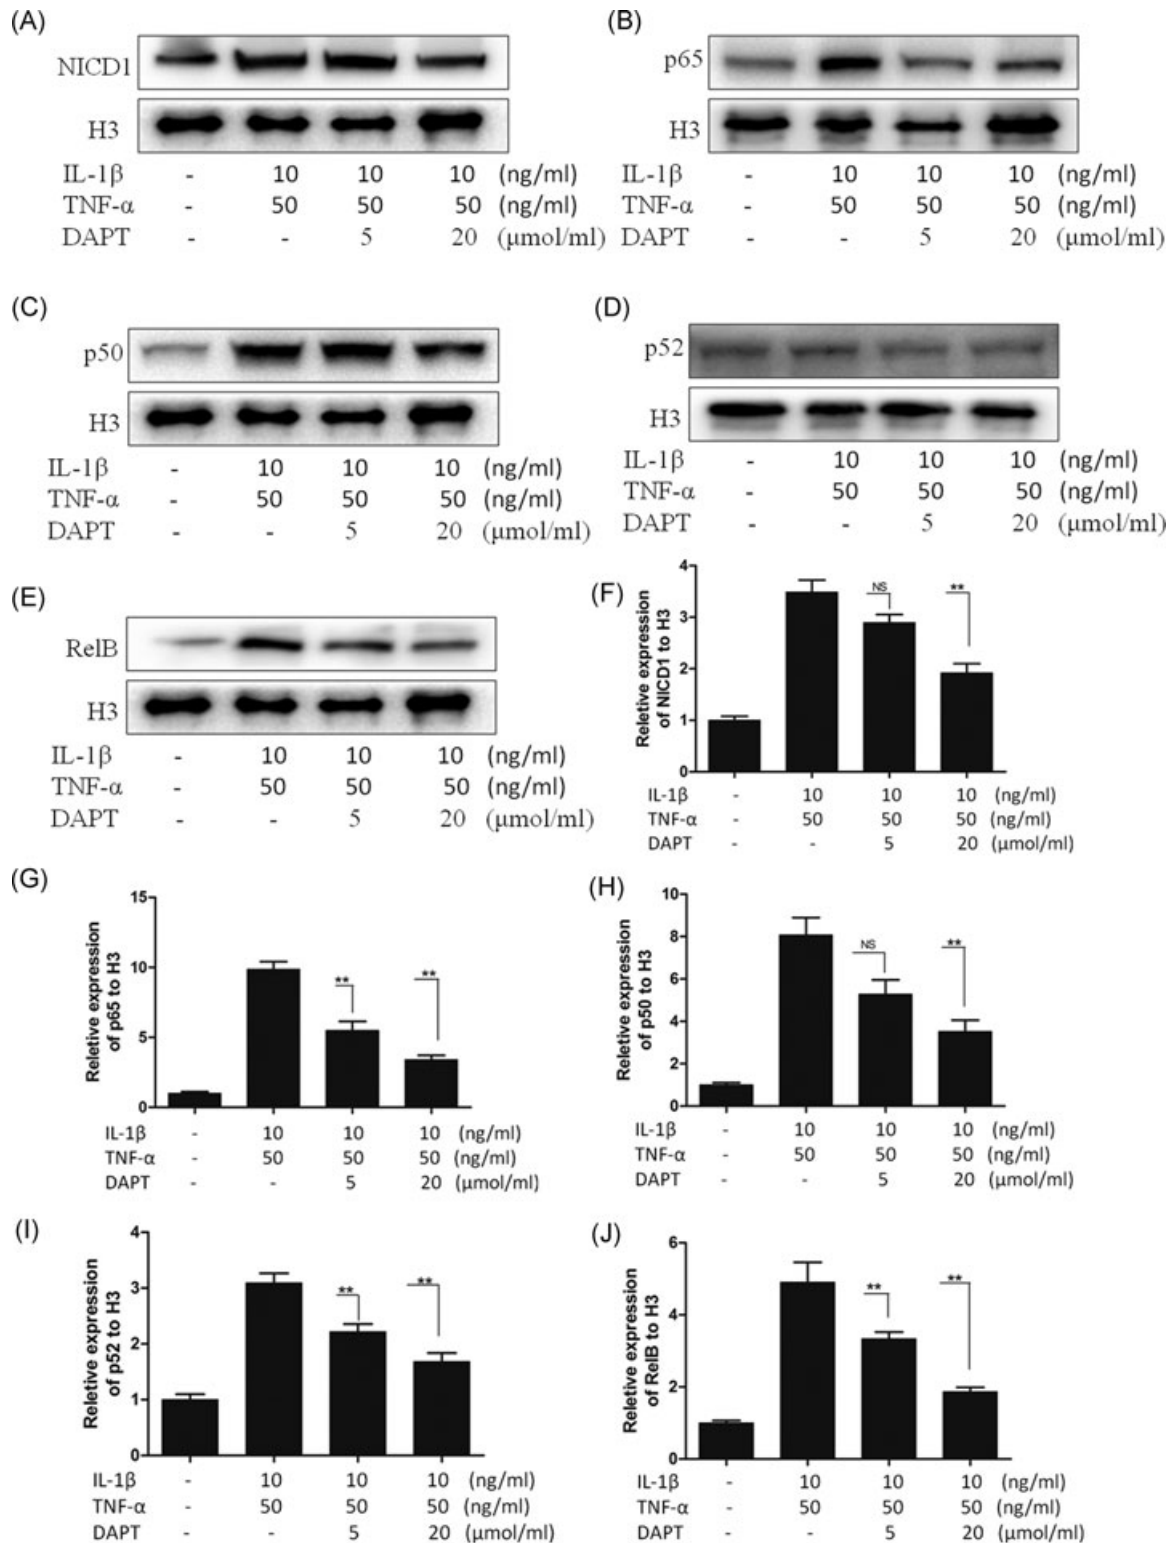 (A)
NICD1
H3
IL-1β - 10 10 10 (ng/ml)
TNF-α - 50 50 50 (ng/ml)
DAPT - - 5 20 (μmol/ml)
(B)
p65
H3
IL-1β - 10 10 10 (ng/ml)
TNF-α - 50 50 50 (ng/ml)
DAPT - - 5 20 (μmol/ml)
(C)
p50
H3
IL-1β - 10 10 10 (ng/ml)
TNF-α - 50 50 50 (ng/ml)
DAPT - - 5 20 (μmol/ml)
(D)
p52
H3
IL-1β - 10 10 10 (ng/ml)
TNF-α - 50 50 50 (ng/ml)
DAPT - - 5 20 (μmol/ml)
(E)
RelB
H3
IL-1β - 10 10 10 (ng/ml)
TNF-α - 50 50 50 (ng/ml)
DAPT - - 5 20 (μmol/ml)
(F)
Reletive expression
of NICD1 to H3
4
3
2
1
0
NS
**
IL-1β - 10 10 10 (ng/ml)
TNF-α - 50 50 50 (ng/ml)
DAPT - - 5 20 (μmol/ml)
(G)
Reletive expression
of p65 to H3
15
10
5
0
**
**
IL-1β - 10 10 10 (ng/ml)
TNF-α - 50 50 50 (ng/ml)
DAPT - - 5 20 (μmol/ml)
(H)
Reletive expression
of p50 to H3
10
8
6
4
2
0
NS
**
IL-1β - 10 10 10 (ng/ml)
TNF-α - 50 50 50 (ng/ml)
DAPT - - 5 20 (μmol/ml)
(I)
Reletive expression
of p52 to H3
4
3
2
1
0
**
**
IL-1β - 10 10 10 (ng/ml)
TNF-α - 50 50 50 (ng/ml)
DAPT - - 5 20 (μmol/ml)
(J)
Reletive expression
of RelB to H3
6
4
2
0
**
**
IL-1β - 10 10 10 (ng/ml)
TNF-α - 50 50 50 (ng/ml)
DAPT - - 5 20 (μmol/ml)